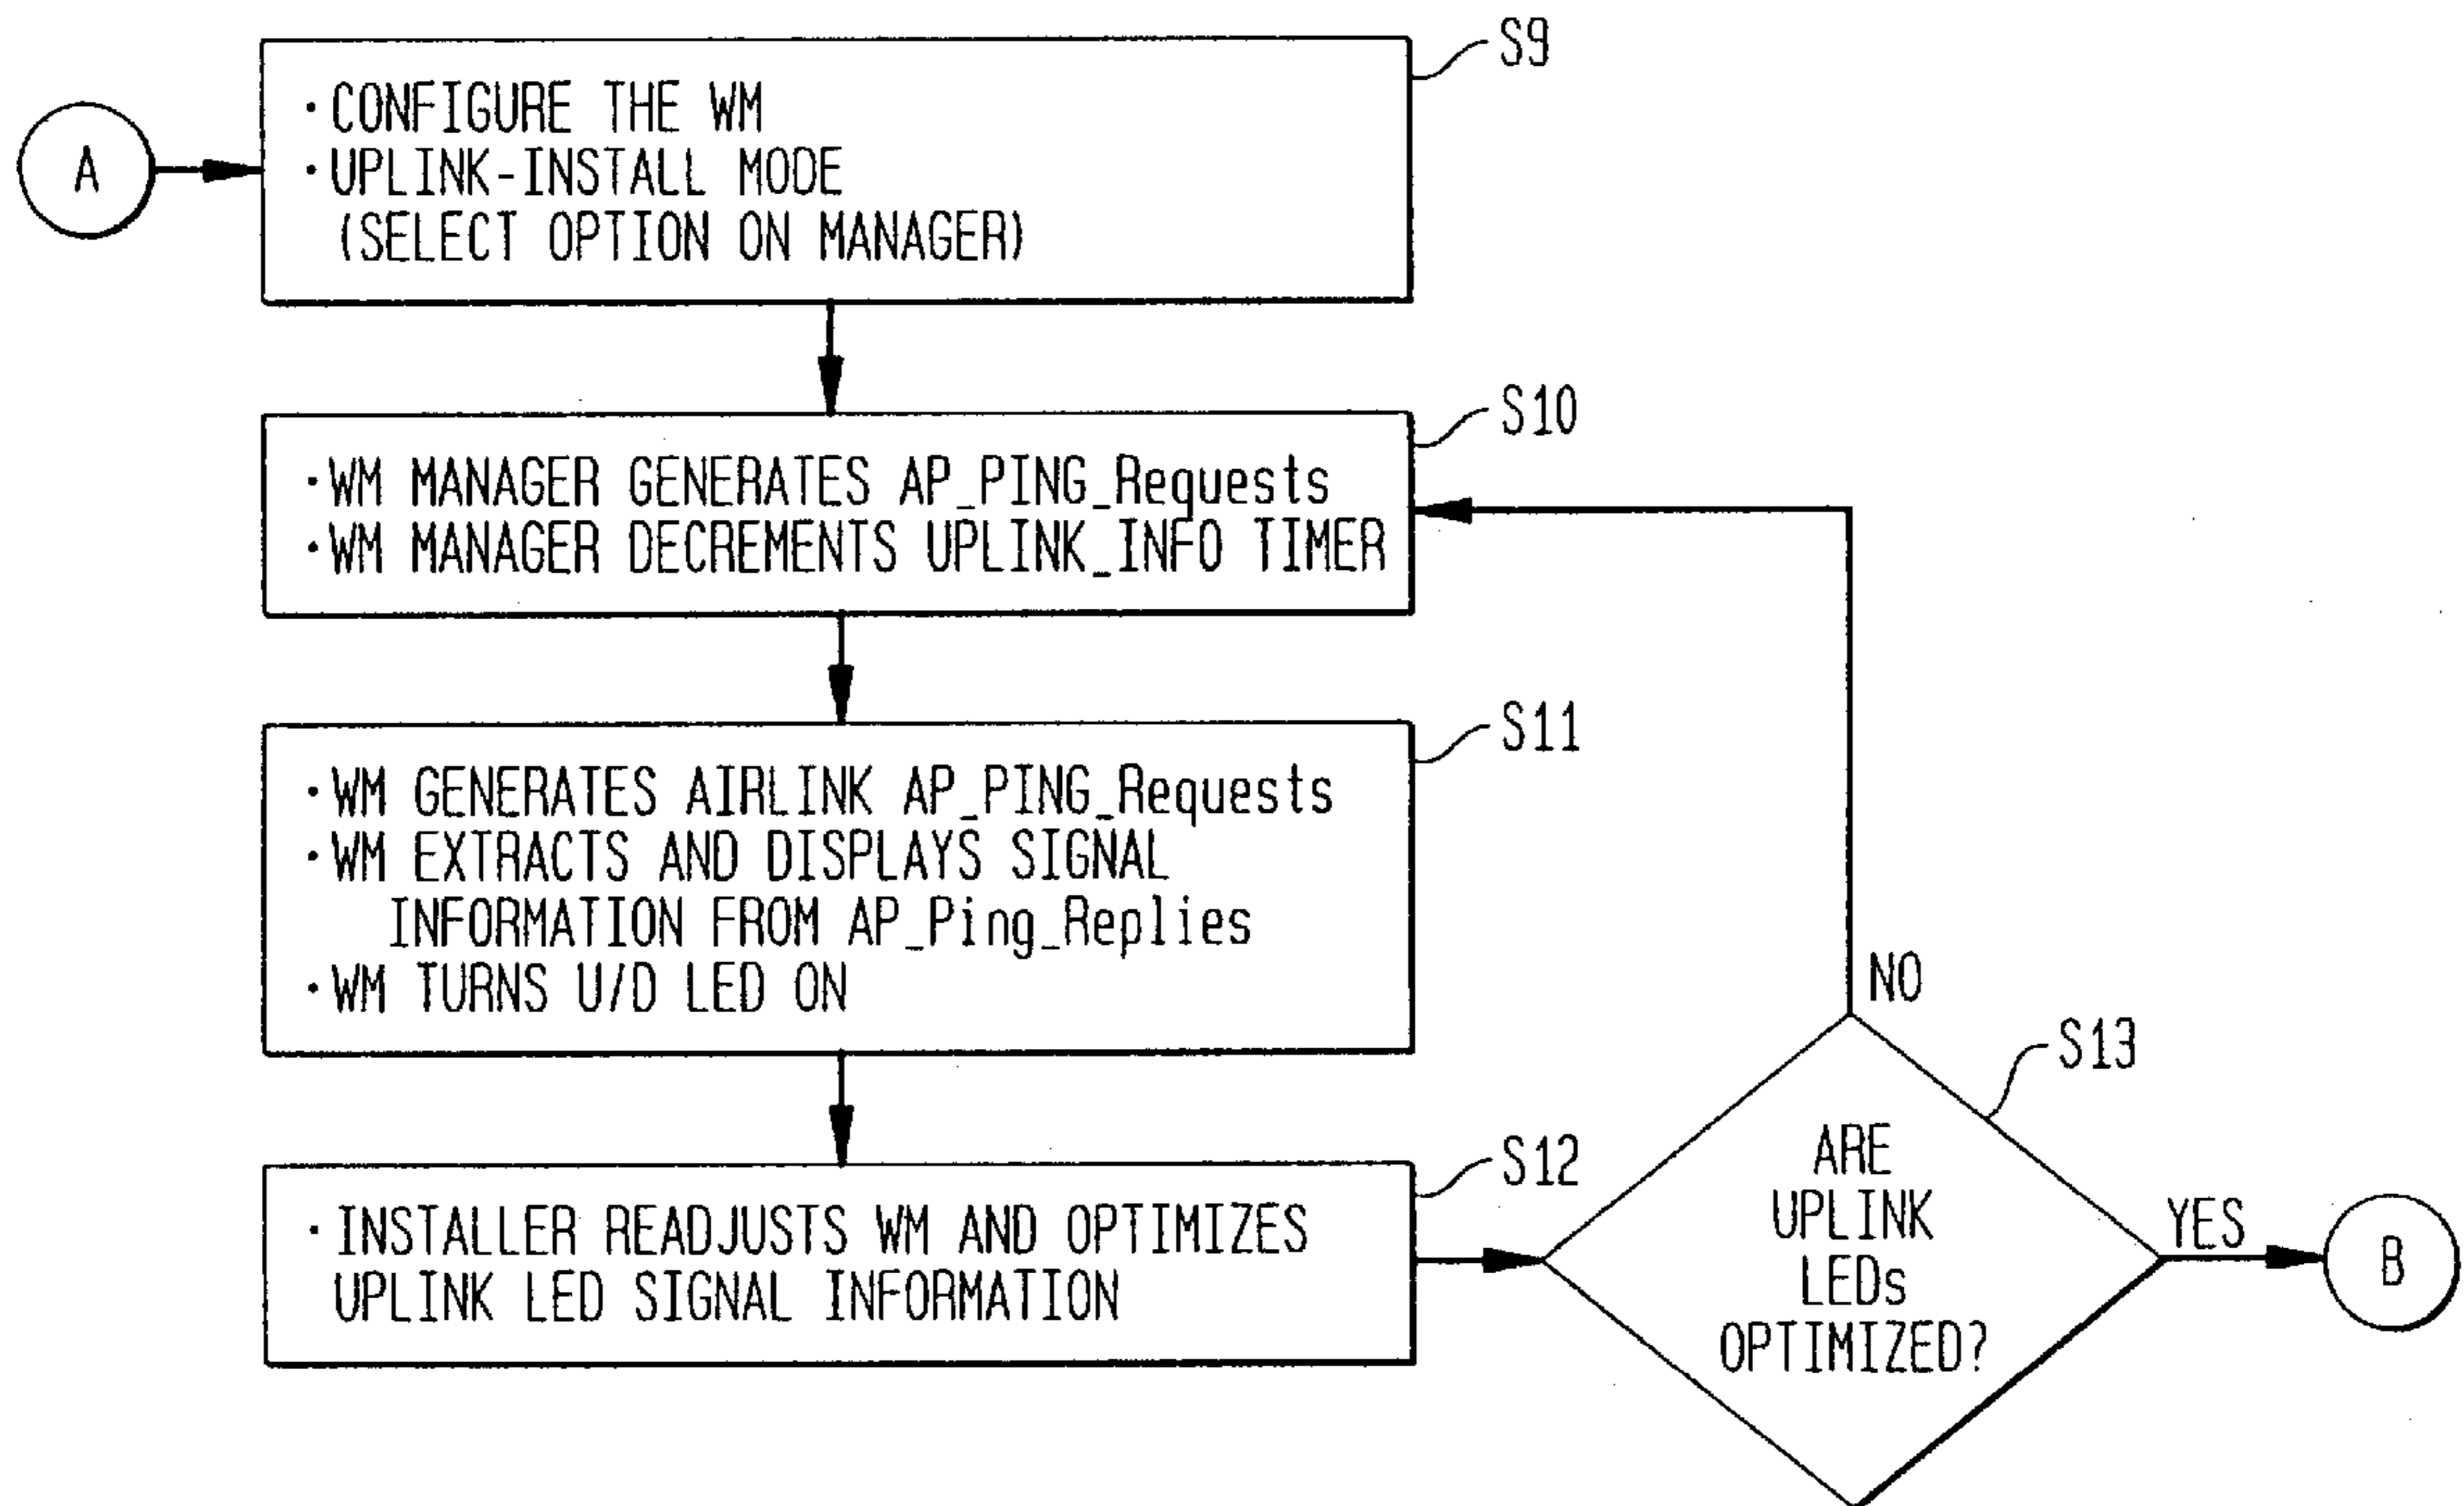 A
S9
·CONFIGURE THE WM
·UPLINK-INSTALL MODE
(SELECT OPTION ON MANAGER)
S10
·WM MANAGER GENERATES AP_PING_Requests
·WM MANAGER DECREMENTS UPLINK_INFO TIMER
S11
·WM GENERATES AIRLINK AP_PING_Requests
·WM EXTRACTS AND DISPLAYS SIGNAL
INFORMATION FROM AP_Ping_Replies
·WM TURNS U/D LED ON
S12
·INSTALLER READJUSTS WM AND OPTIMIZES
UPLINK LED SIGNAL INFORMATION
NO
S13
ARE
UPLINK
LEDs
OPTIMIZED?
YES
B